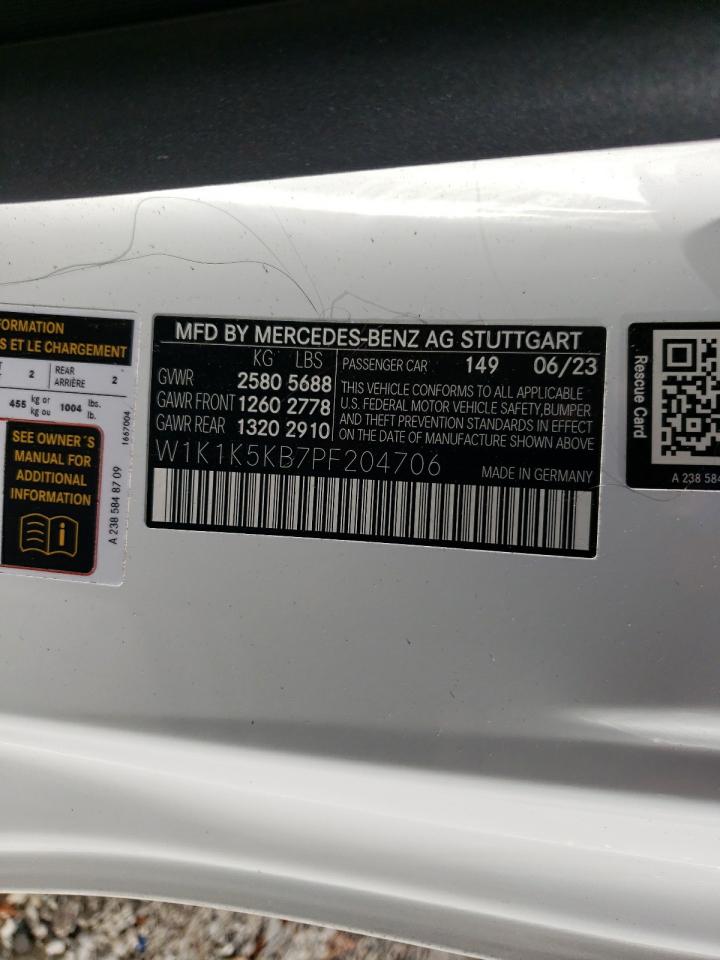 FORMATION
S ET LE CHARGEMENT
2 REAR ARRIÈRE 2
455 kg or kg ou 1004 lbs. lb.
SEE OWNER´S
MANUAL FOR
ADDITIONAL
INFORMATION
1667004
A 238 584 87 09
MFD BY MERCEDES-BENZ AG STUTTGART
KG LBS
GVWR 2580 5688
GAWR FRONT 1260 2778
GAWR REAR 1320 2910
PASSENGER CAR 149 06/23
THIS VEHICLE CONFORMS TO ALL APPLICABLE
U.S. FEDERAL MOTOR VEHICLE SAFETY,BUMPER
AND THEFT PREVENTION STANDARDS IN EFFECT
ON THE DATE OF MANUFACTURE SHOWN ABOVE
W1K1K5KB7PF204706 MADE IN GERMANY
Rescue Card
A 238 584